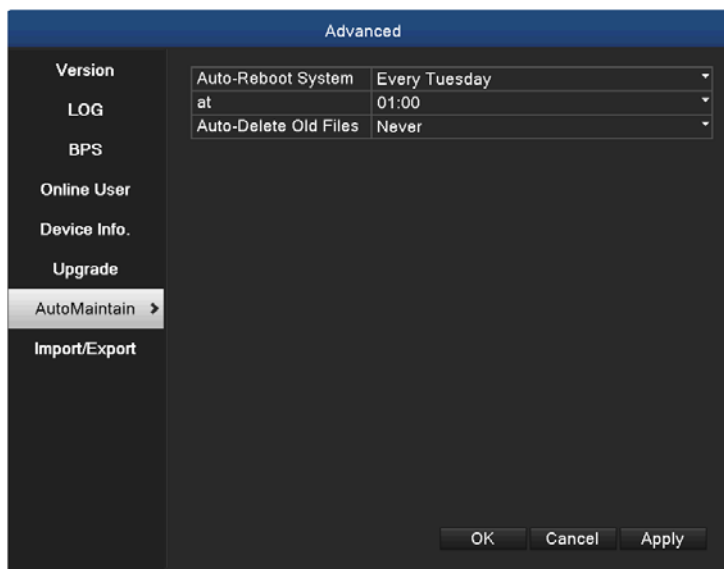 Advanced
Version
LOG
BPS
Online User
Device Info.
Upgrade
AutoMaintain
Import/Export
Auto-Reboot System Every Tuesday
at 01:00
Auto-Delete Old Files Never
OK Cancel Apply